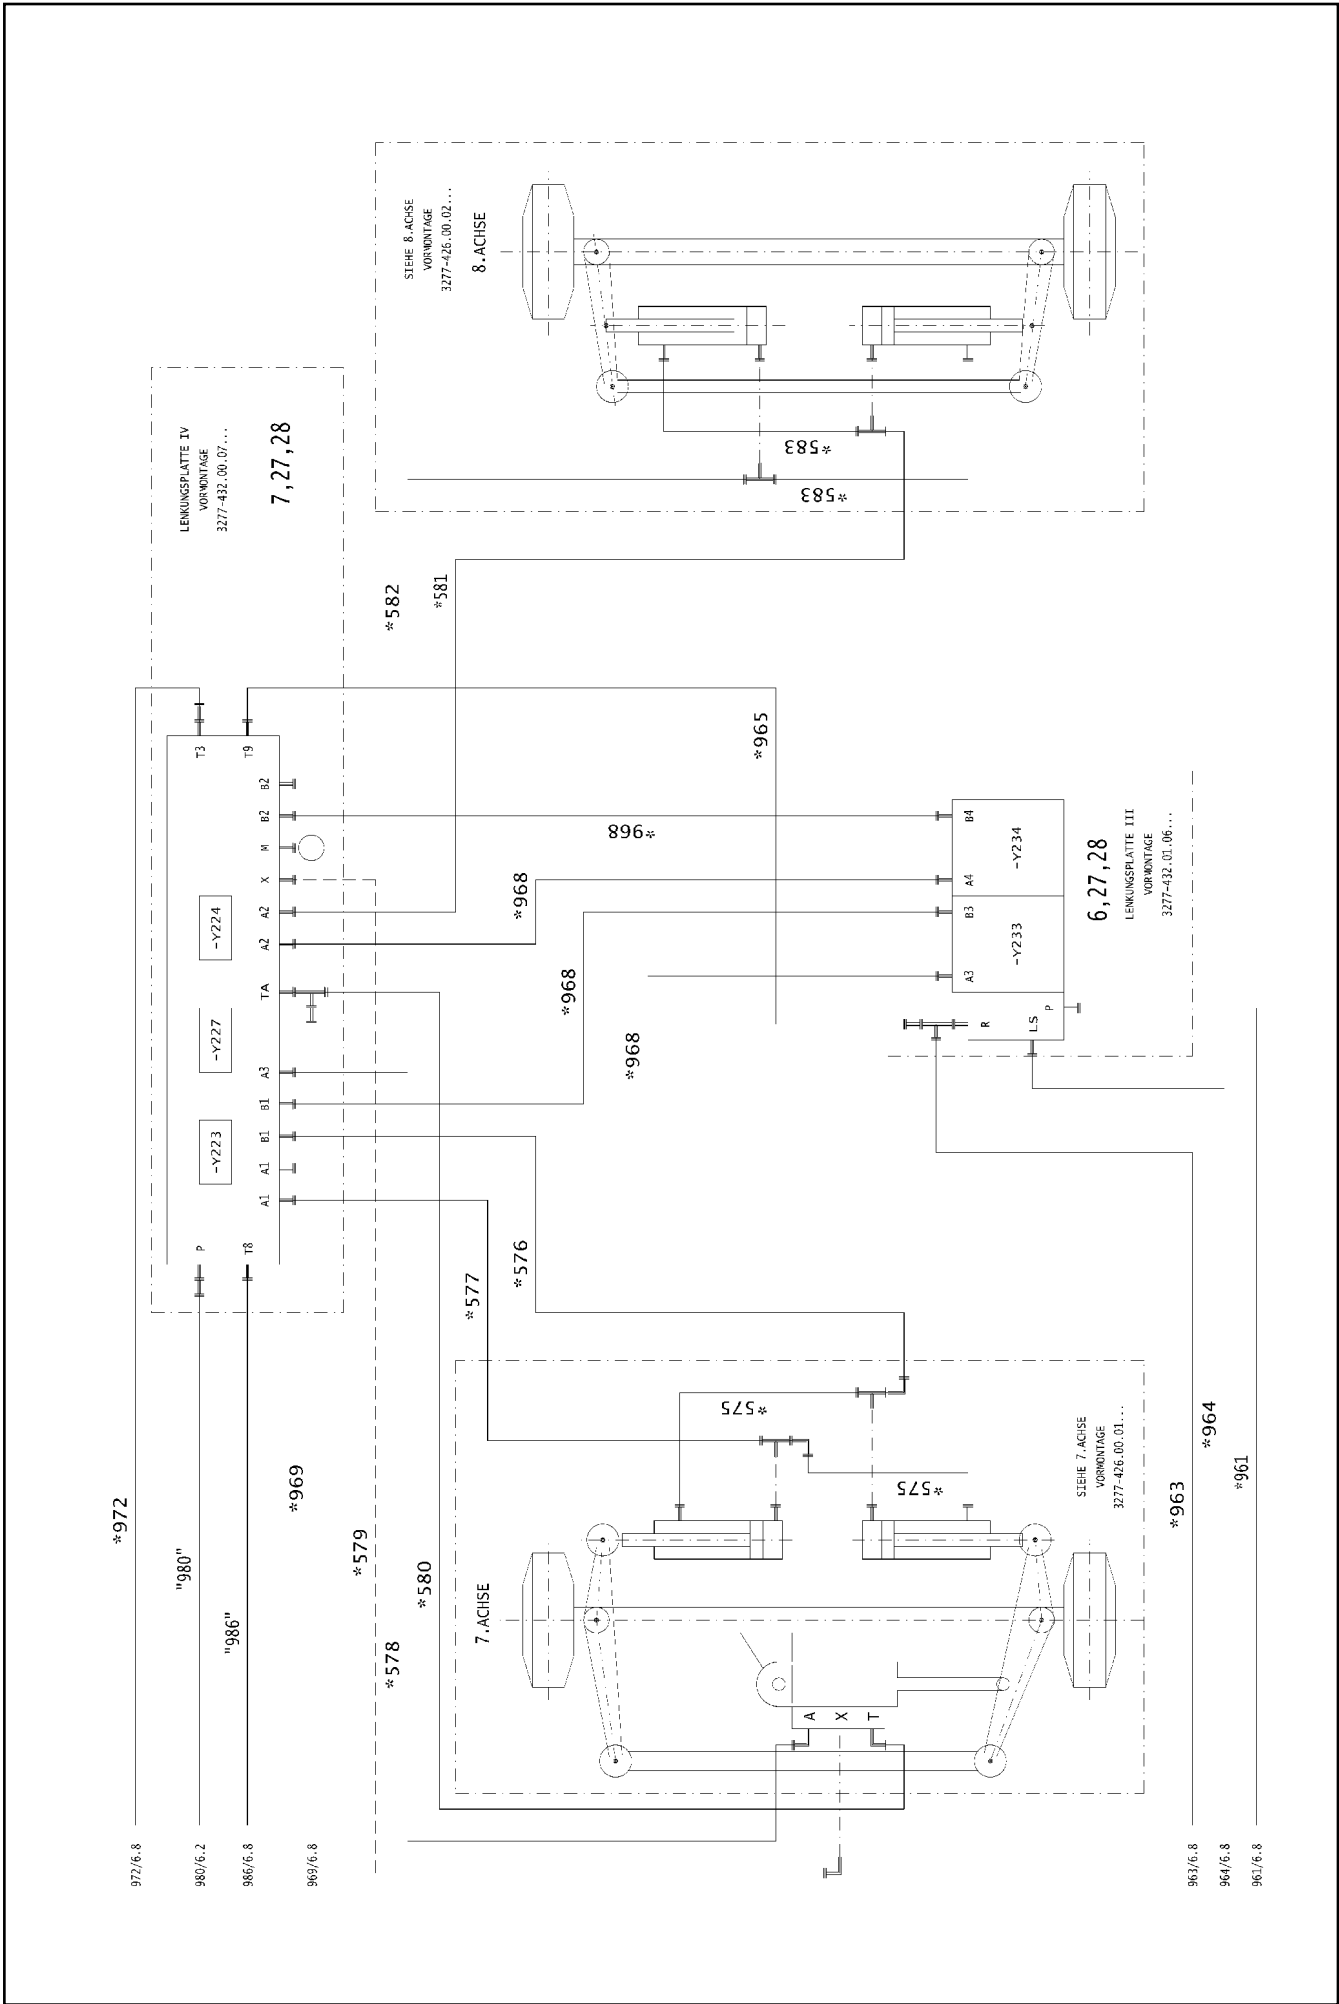 972/6.8
980/6.2
986/6.8
969/6.8
963/6.8
964/6.8
961/6.8
*972
"980"
"986"
*969
*579
*578
*580
*577
*576
*963
*964
*961
7.ACHSE
A
X
T
*575
*575
SIEHE 7.ACHSE
VORMONTAGE
3277-426.00.01...
P
T8
A1
A1
B1
B1
A3
TA
A2
A2
X
M
B2
B2
T3
T9
-Y223
-Y227
-Y224
LENKUNGSPLATTE IV
VORMONTAGE
3277-432.00.07...
7,27,28
*968
*968
*968
*968
*965
*582
*581
R
LS
P
A3
B3
A4
B4
-Y233
-Y234
6,27,28
LENKUNGSPLATTE III
VORMONTAGE
3277-432.01.06...
*583
*583
SIEHE 8.ACHSE
VORMONTAGE
3277-426.00.02...
8.ACHSE